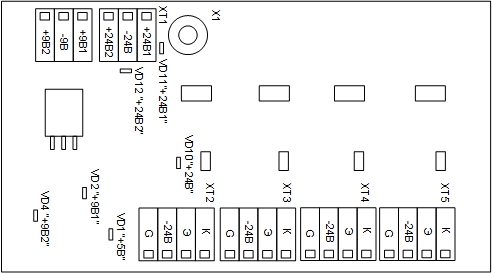 +9В2
-9В
+9В1
+24В2
-24В
+24В1
XT1
X1
VD11"+24В1"
VD12 "+24В2"
VD10"+24В"
VD2 "+9В1"
VD4 "+9В2"
VD1 "+5В"
XT2
G
-24В
Э
К
XT3
G
-24В
Э
К
XT4
G
-24В
Э
К
XT5
G
-24В
Э
К